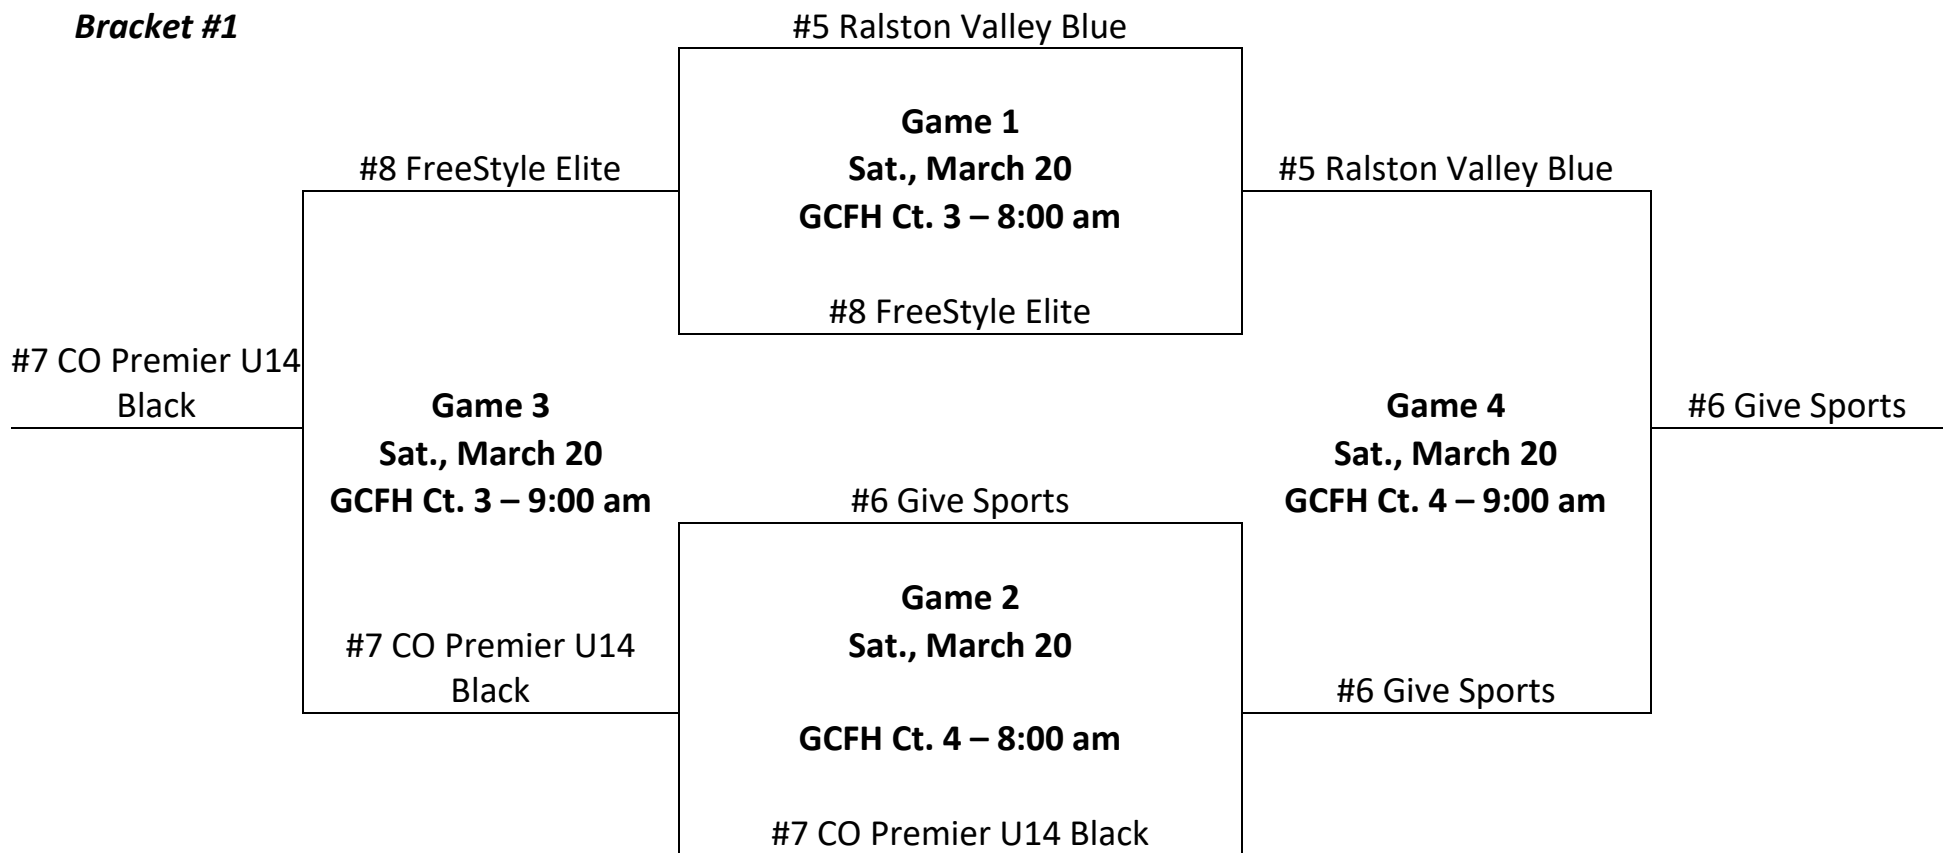 Bracket #1
#5 Ralston Valley Blue
Game 1
Sat., March 20
GCFH Ct. 3 – 8:00 am
#8 FreeStyle Elite
#5 Ralston Valley Blue
#8 FreeStyle Elite
#7 CO Premier U14
Black
Game 3
Sat., March 20
GCFH Ct. 3 – 9:00 am
Game 4
Sat., March 20
GCFH Ct. 4 – 9:00 am
#6 Give Sports
#6 Give Sports
Game 2
Sat., March 20
GCFH Ct. 4 – 8:00 am
#7 CO Premier U14
Black
#6 Give Sports
#7 CO Premier U14 Black